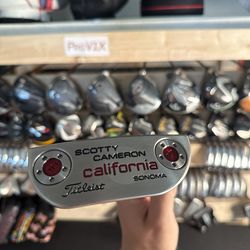 ProV1X
SCOTTY
CAMERON
california
SONOMA
Titleist